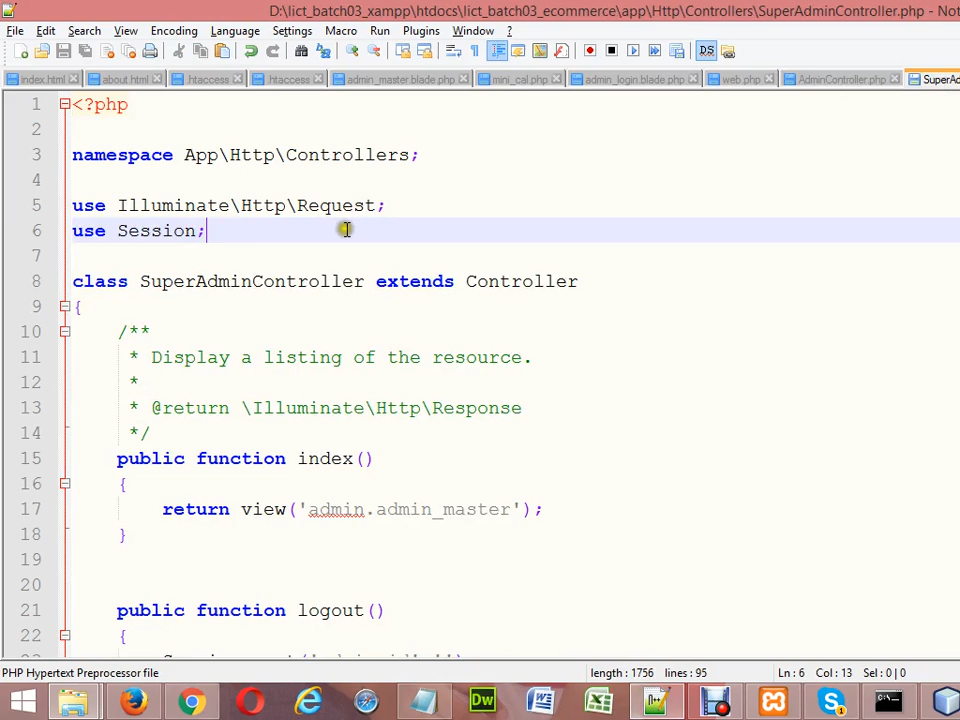 D:\lict_batch03_xampp\htdocs\lict_batch03_ecommerce\app\Http\Controllers\SuperAdminController.php - Not
File Edit Search View Encoding Language Settings Macro Run Plugins Window ?
index.html about html .htaccess .htaccess admin_master.blade.php mini_cal.php admin_login.blade.php web.php AdminController.php SuperAd
1 <?php
2
3 namespace App\Http\Controllers;
4
5 use Illuminate\Http\Request;
6 use Session;
7
8 class SuperAdminController extends Controller
9 {
10 /**
11 * Display a listing of the resource.
12 *
13 * @return \Illuminate\Http\Response
14 */
15 public function index()
16 {
17 return view('admin.admin_master');
18 }
19
20
21 public function logout()
22 {
PHP Hypertext Preprocessor file length : 1756 lines : 95 Ln : 6 Col : 13 Sel : 0 | 0